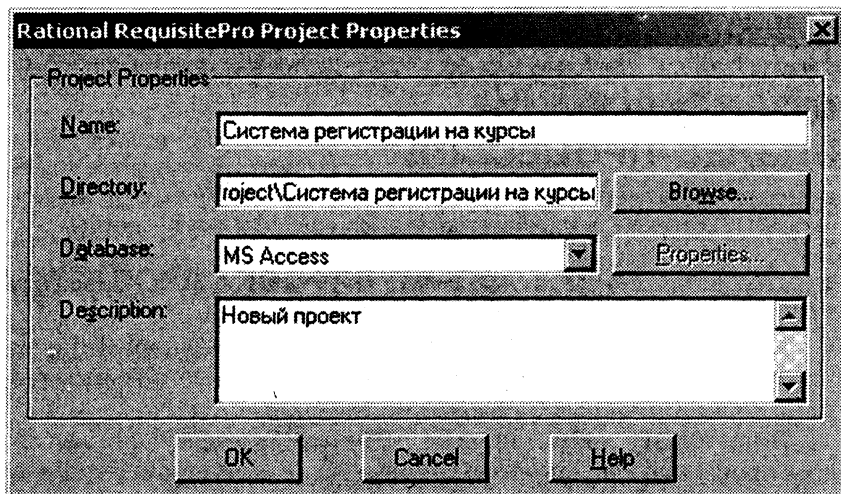 Rational RequisitePro Project Properties
Project Properties
Name:
Система регистрации на курсы
Directory:
roject\Система регистрации на курсы
Browse...
Database:
MS Access
Properties...
Description:
Новый проект
OK
Cancel
Help